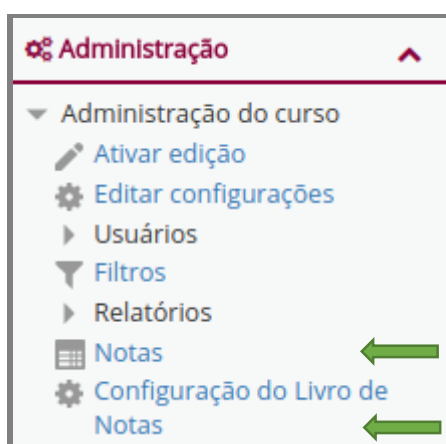 Administração
Administração do curso
Ativar edição
Editar configurações
Usuários
Filtros
Relatórios
Notas
Configuração do Livro de
Notas